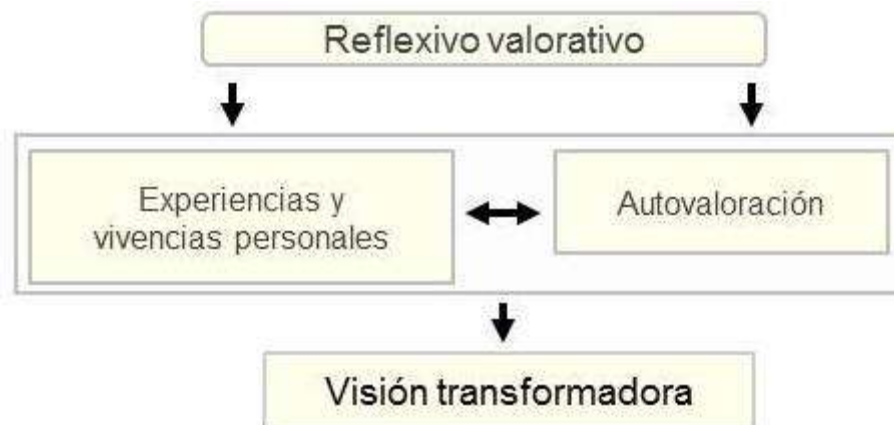 Reflexivo valorativo
Experiencias y
vivencias personales
Autovaloración
Visión transformadora